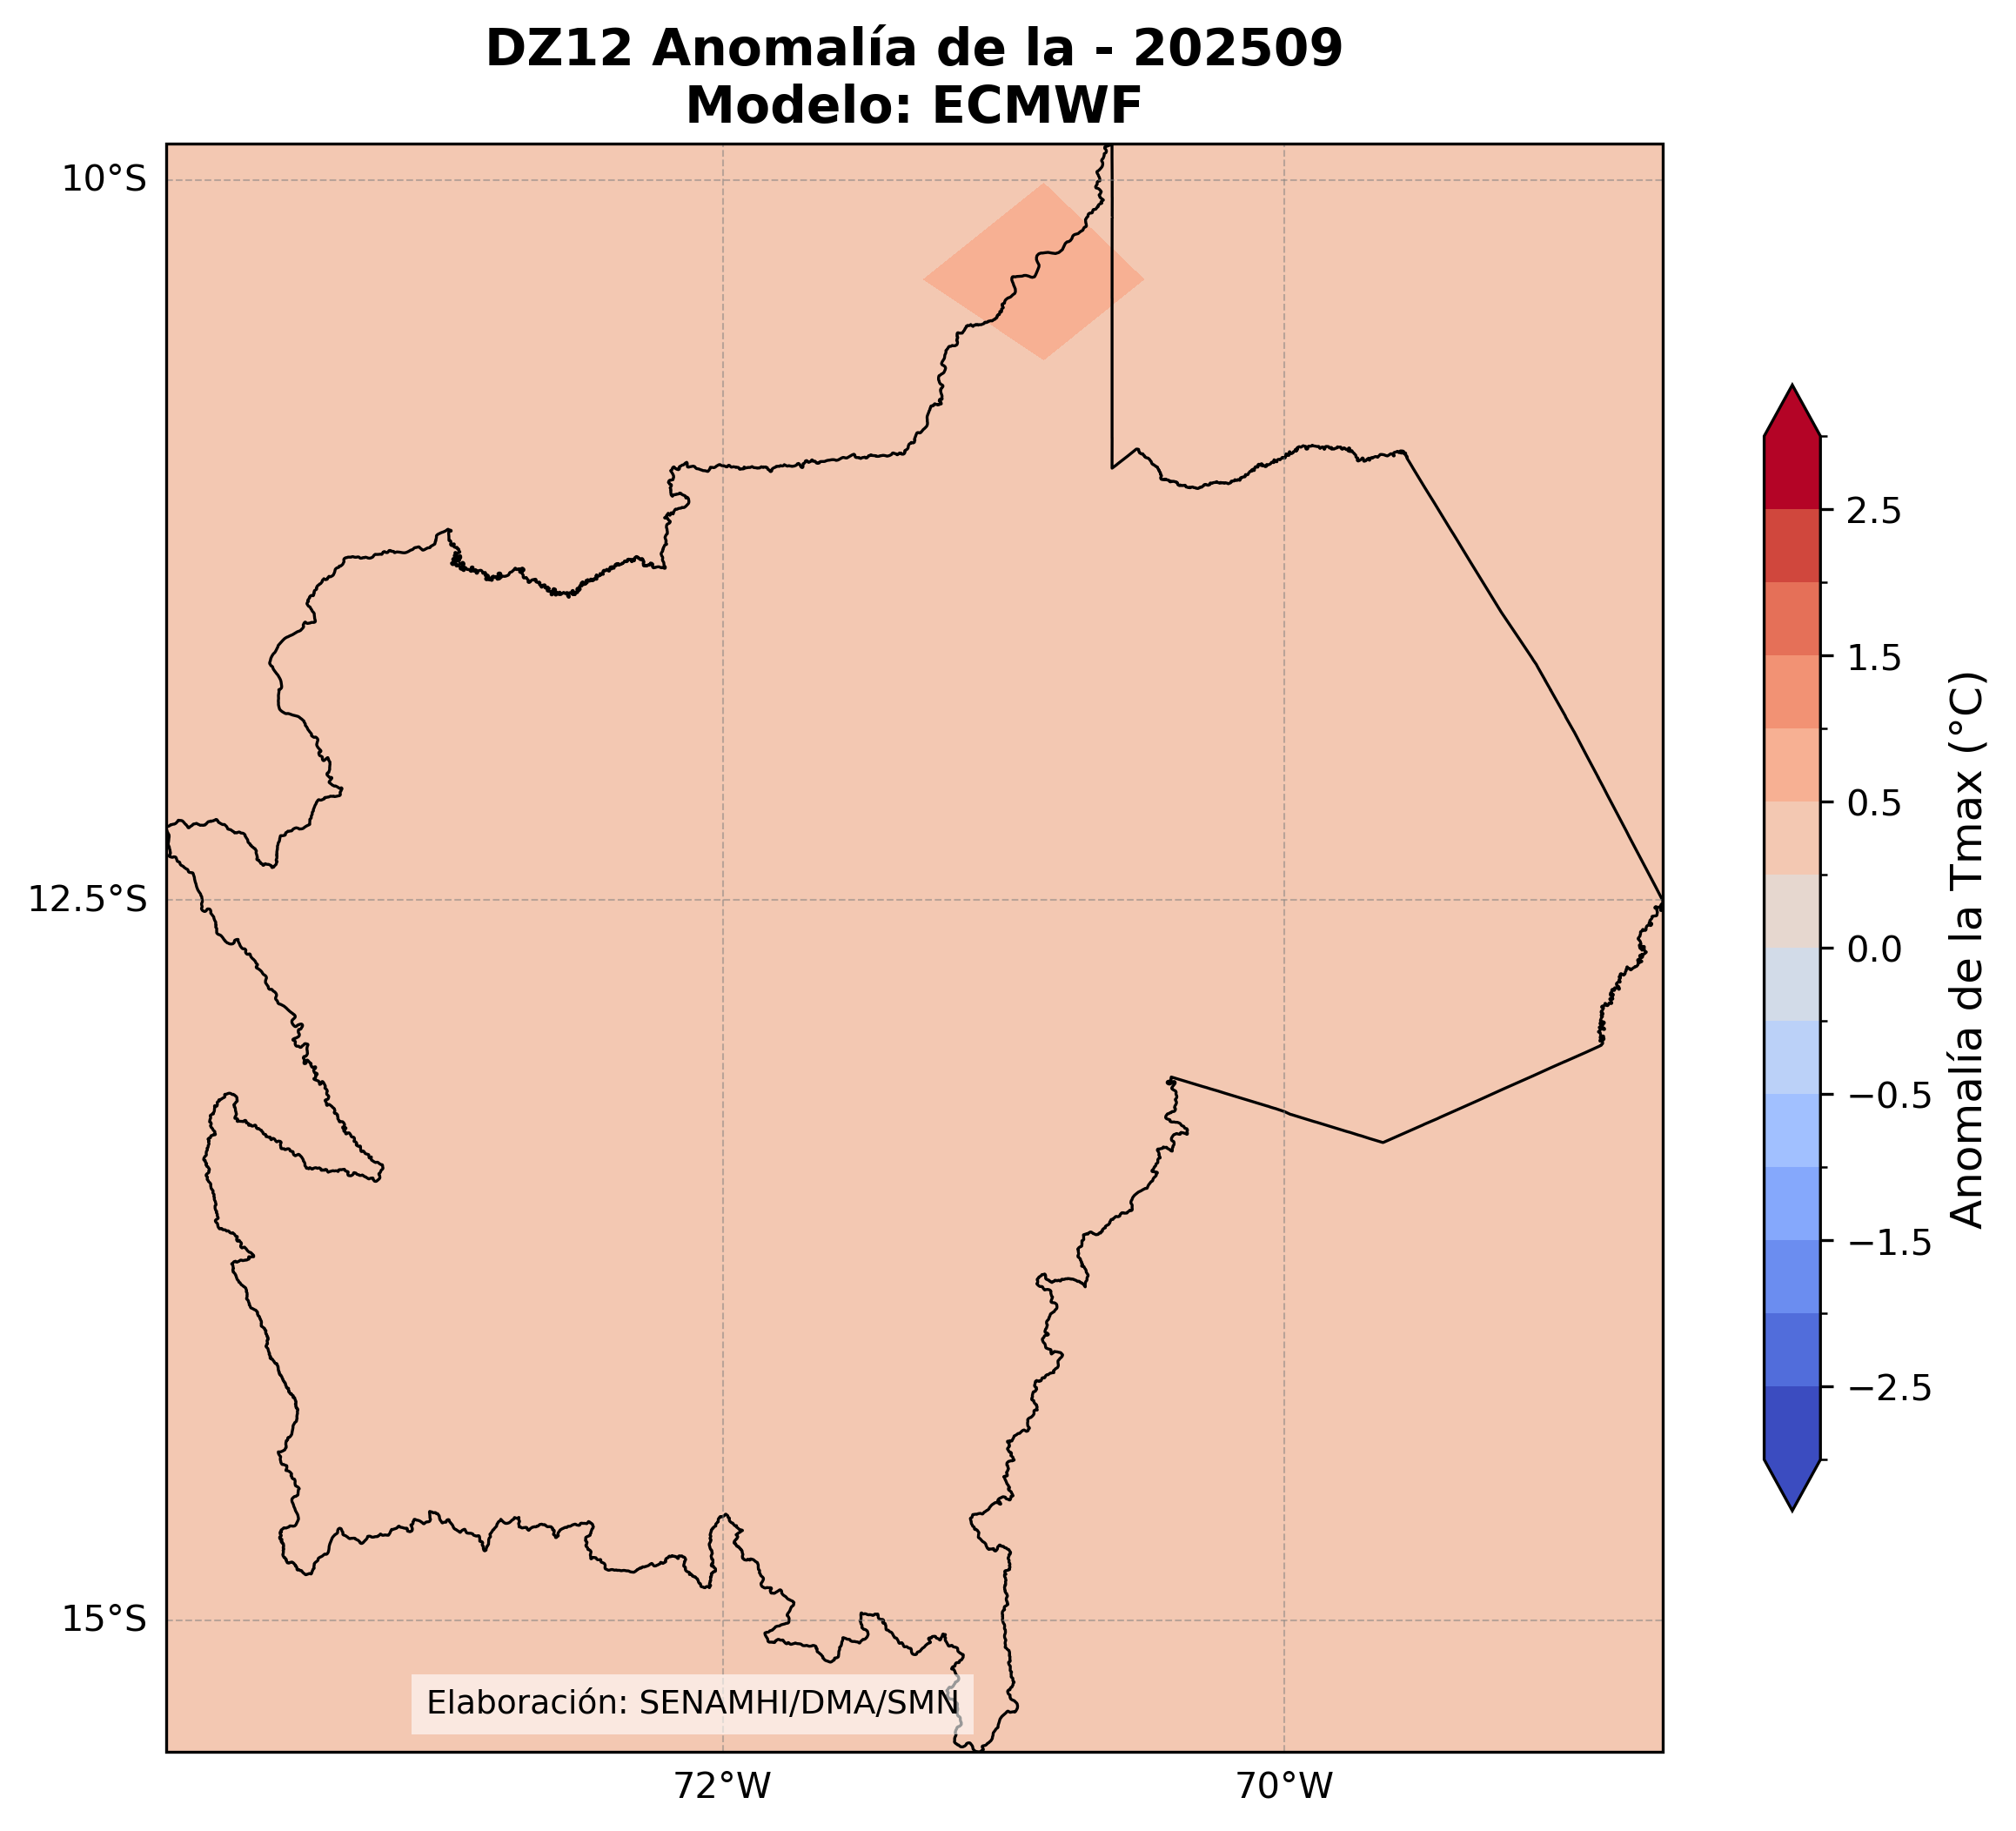 DZ12 Anomalía de la - 202509
Modelo: ECMWF
10°S
12.5°S
15°S
72°W
70°W
Elaboración: SENAMHI/DMA/SMN
2.5
1.5
0.5
0.0
−0.5
−1.5
−2.5
Anomalía de la Tmax (°C)